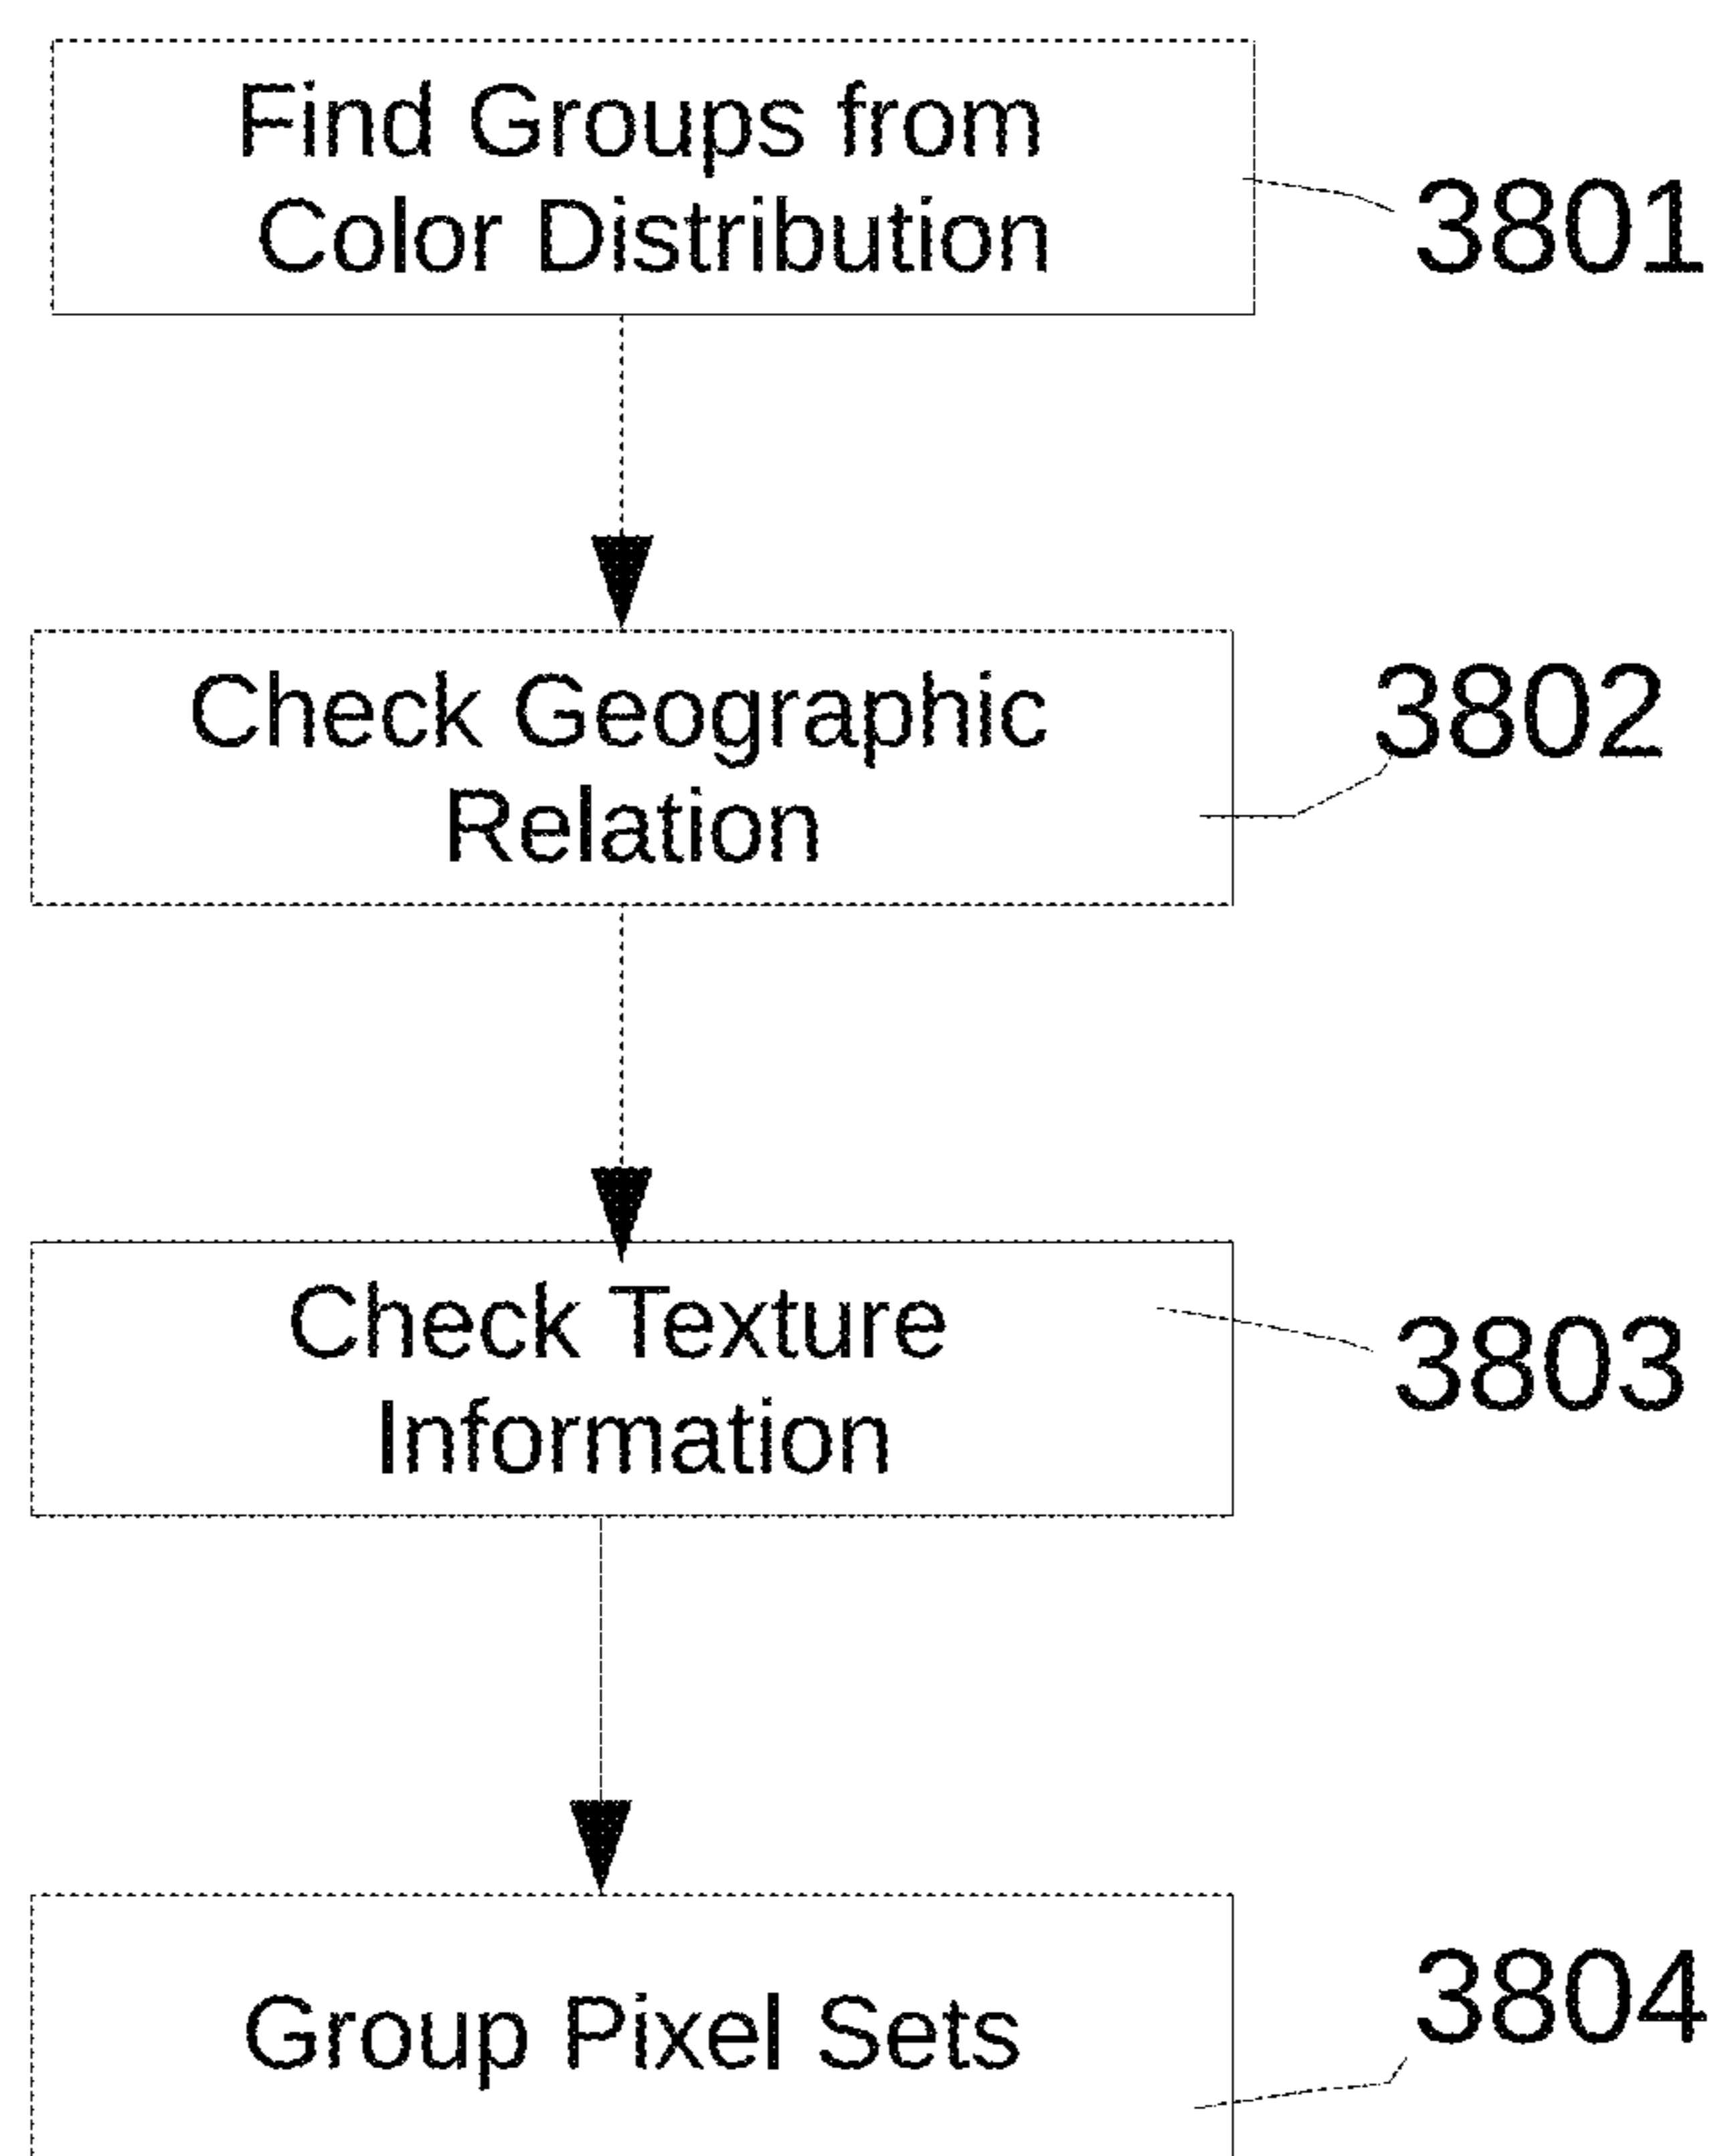 Find Groups from
Color Distribution
3801
Check Geographic
Relation
3802
Check Texture
Information
3803
Group Pixel Sets
3804